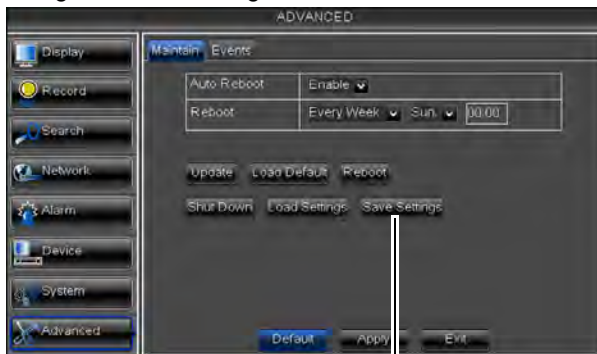 ADVANCED
Display
Record
Search
Network
Alarm
Device
System
Advanced
Maintain Events
Auto Reboot Enable
Reboot Every Week Sun. 00:00
Update Load Default Reboot
Shut Down Load Settings Save Settings
Default Apply Exit